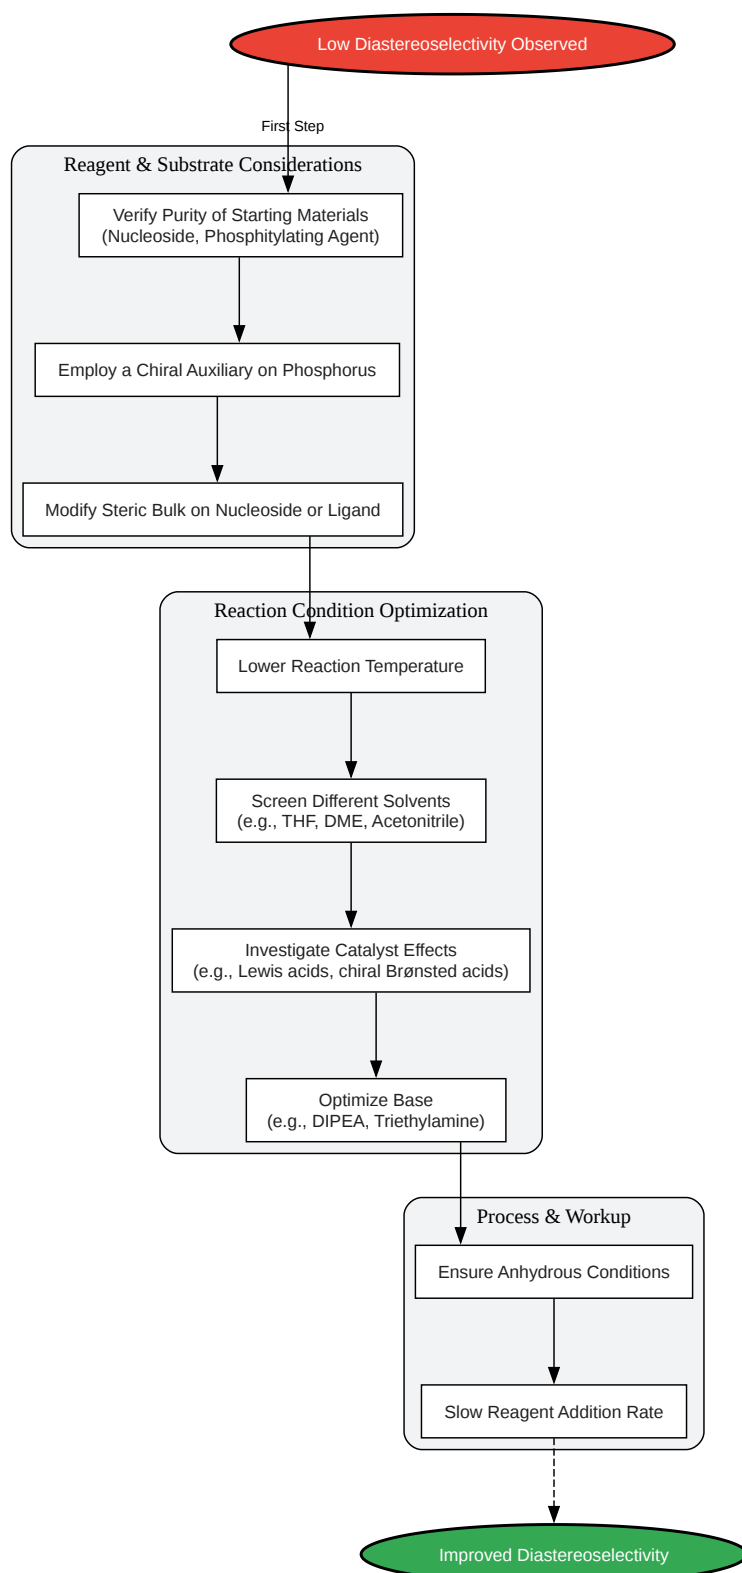 Low Diastereoselectivity Observed
First Step
Reagent & Substrate Considerations
Verify Purity of Starting Materials
(Nucleoside, Phosphitylating Agent)
Employ a Chiral Auxiliary on Phosphorus
Modify Steric Bulk on Nucleoside or Ligand
Reaction Condition Optimization
Lower Reaction Temperature
Screen Different Solvents
(e.g., THF, DME, Acetonitrile)
Investigate Catalyst Effects
(e.g., Lewis acids, chiral Brønsted acids)
Optimize Base
(e.g., DIPEA, Triethylamine)
Process & Workup
Ensure Anhydrous Conditions
Slow Reagent Addition Rate
Improved Diastereoselectivity